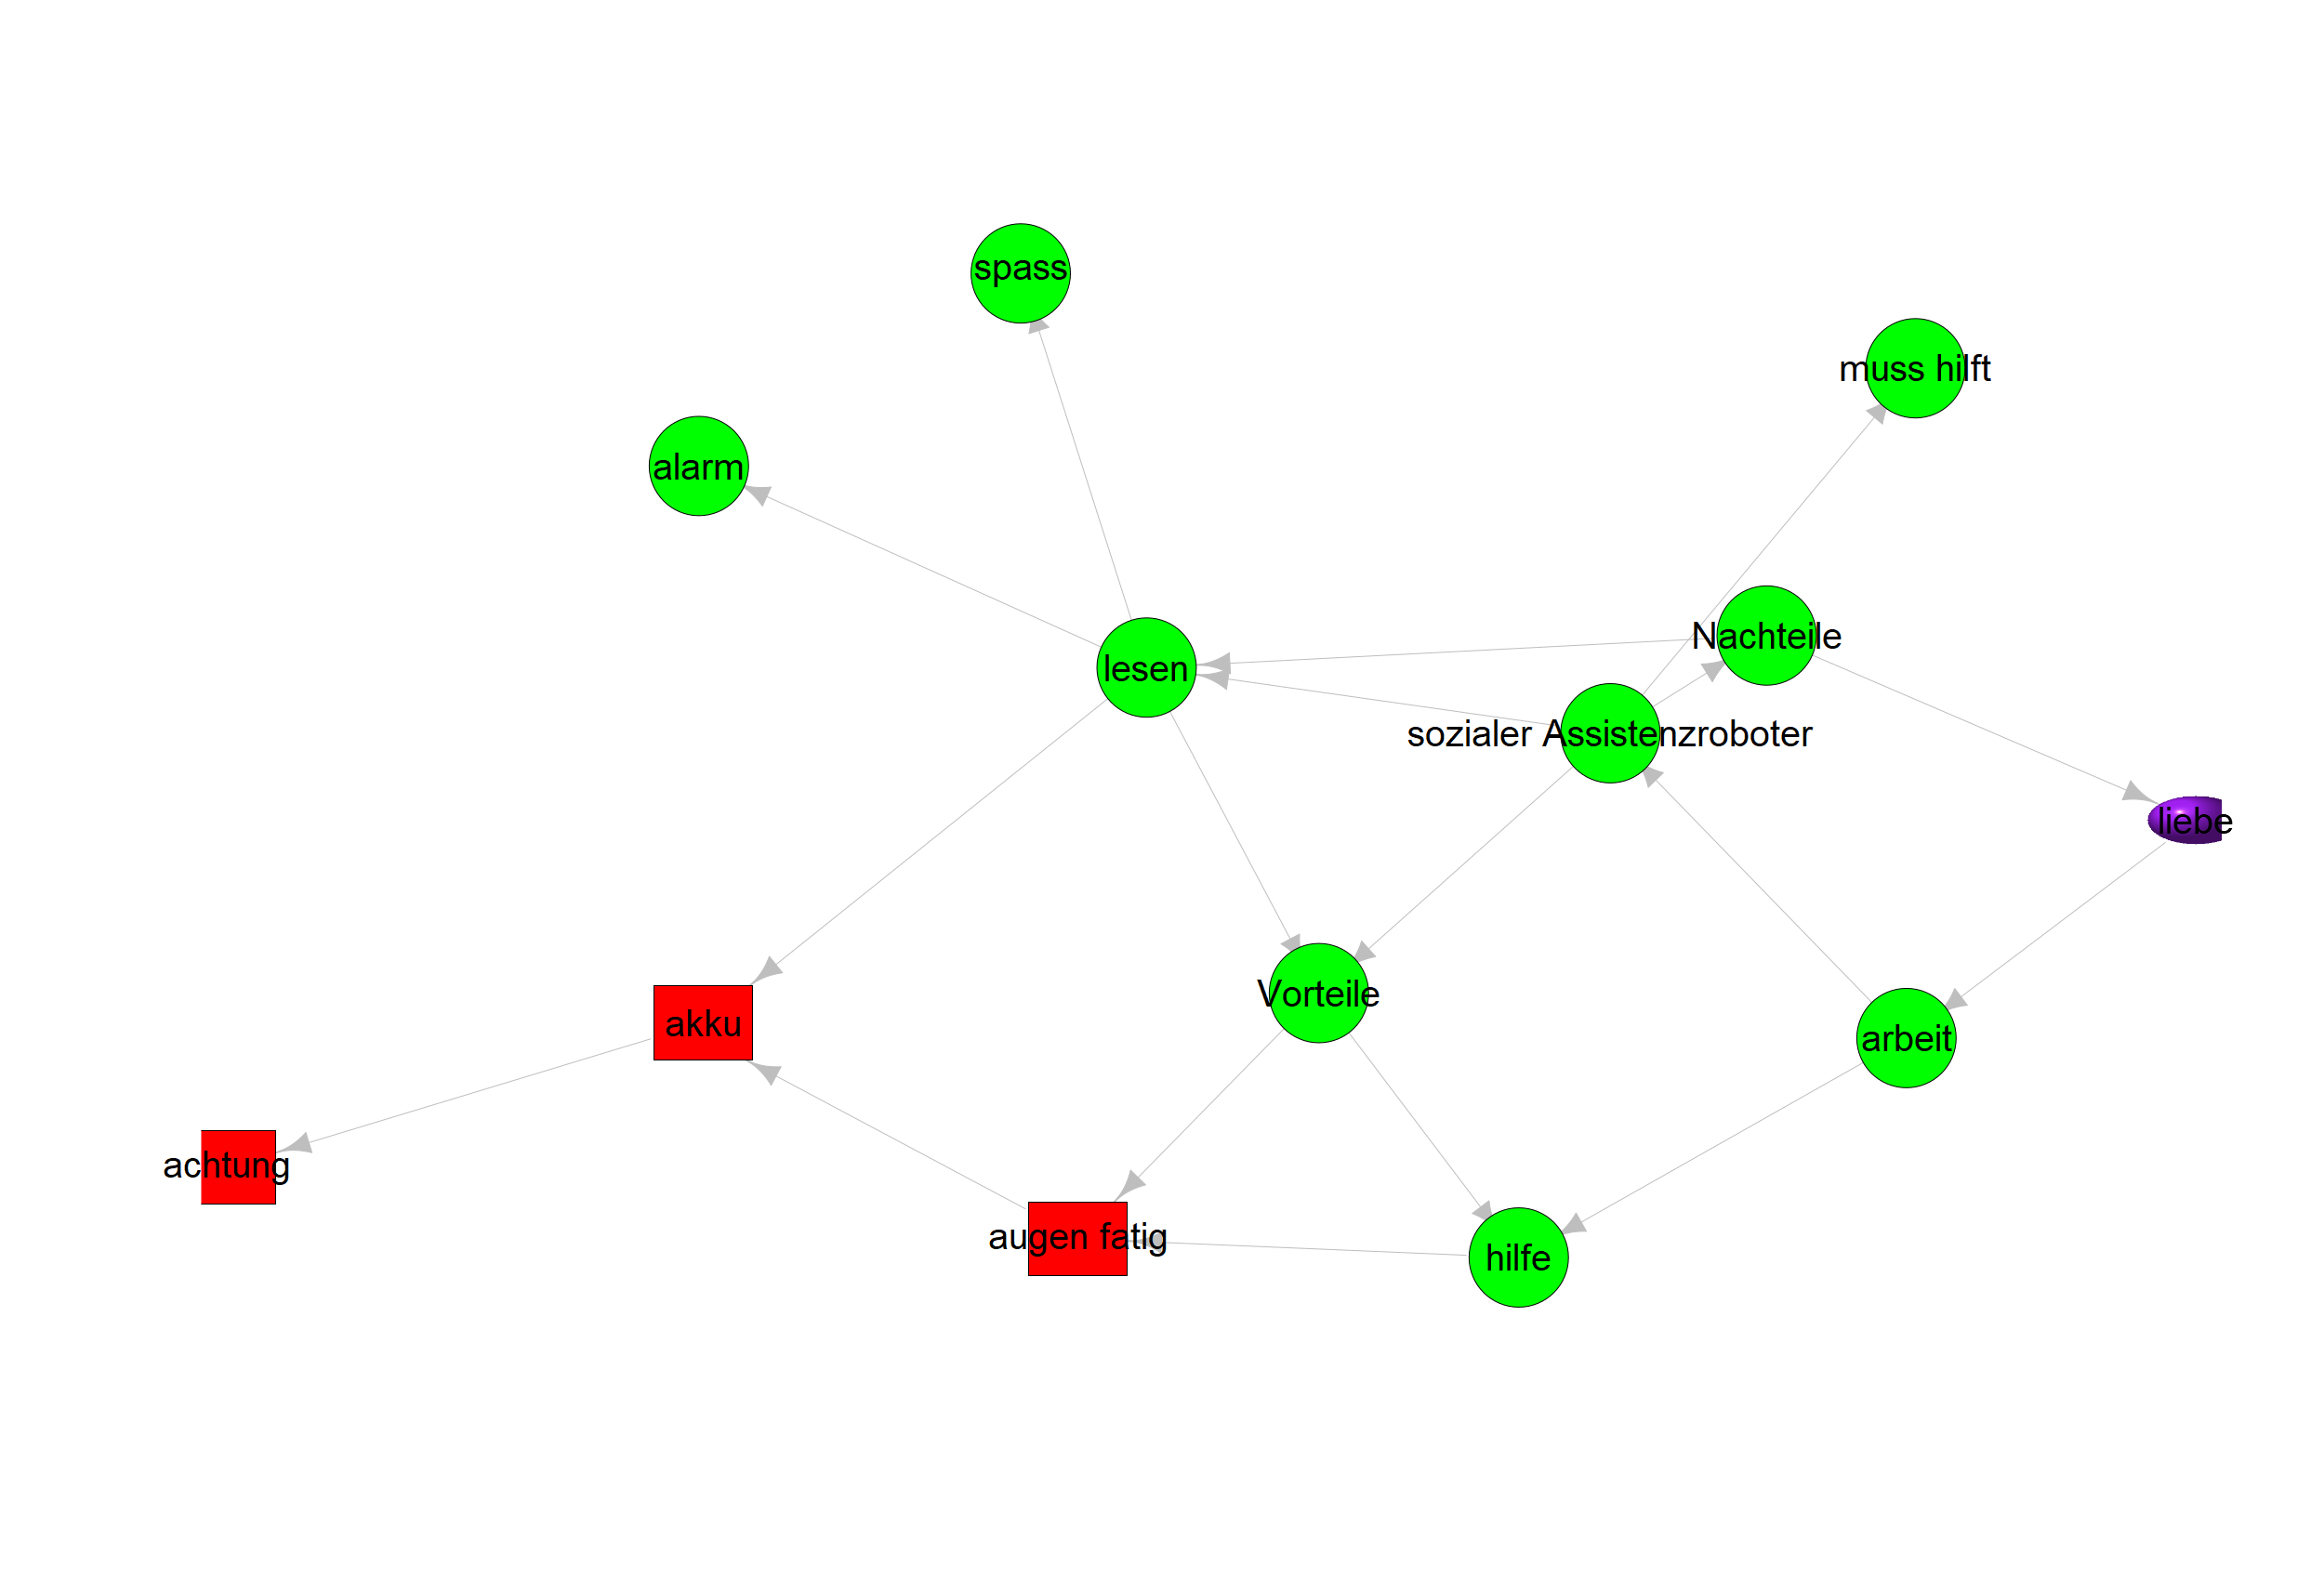 spass
muss hilft
alarm
Nachteile
lesen
sozialer Assistenzroboter
liebe
Vorteile
akku
arbeit
achtung
augen fatig
hilfe